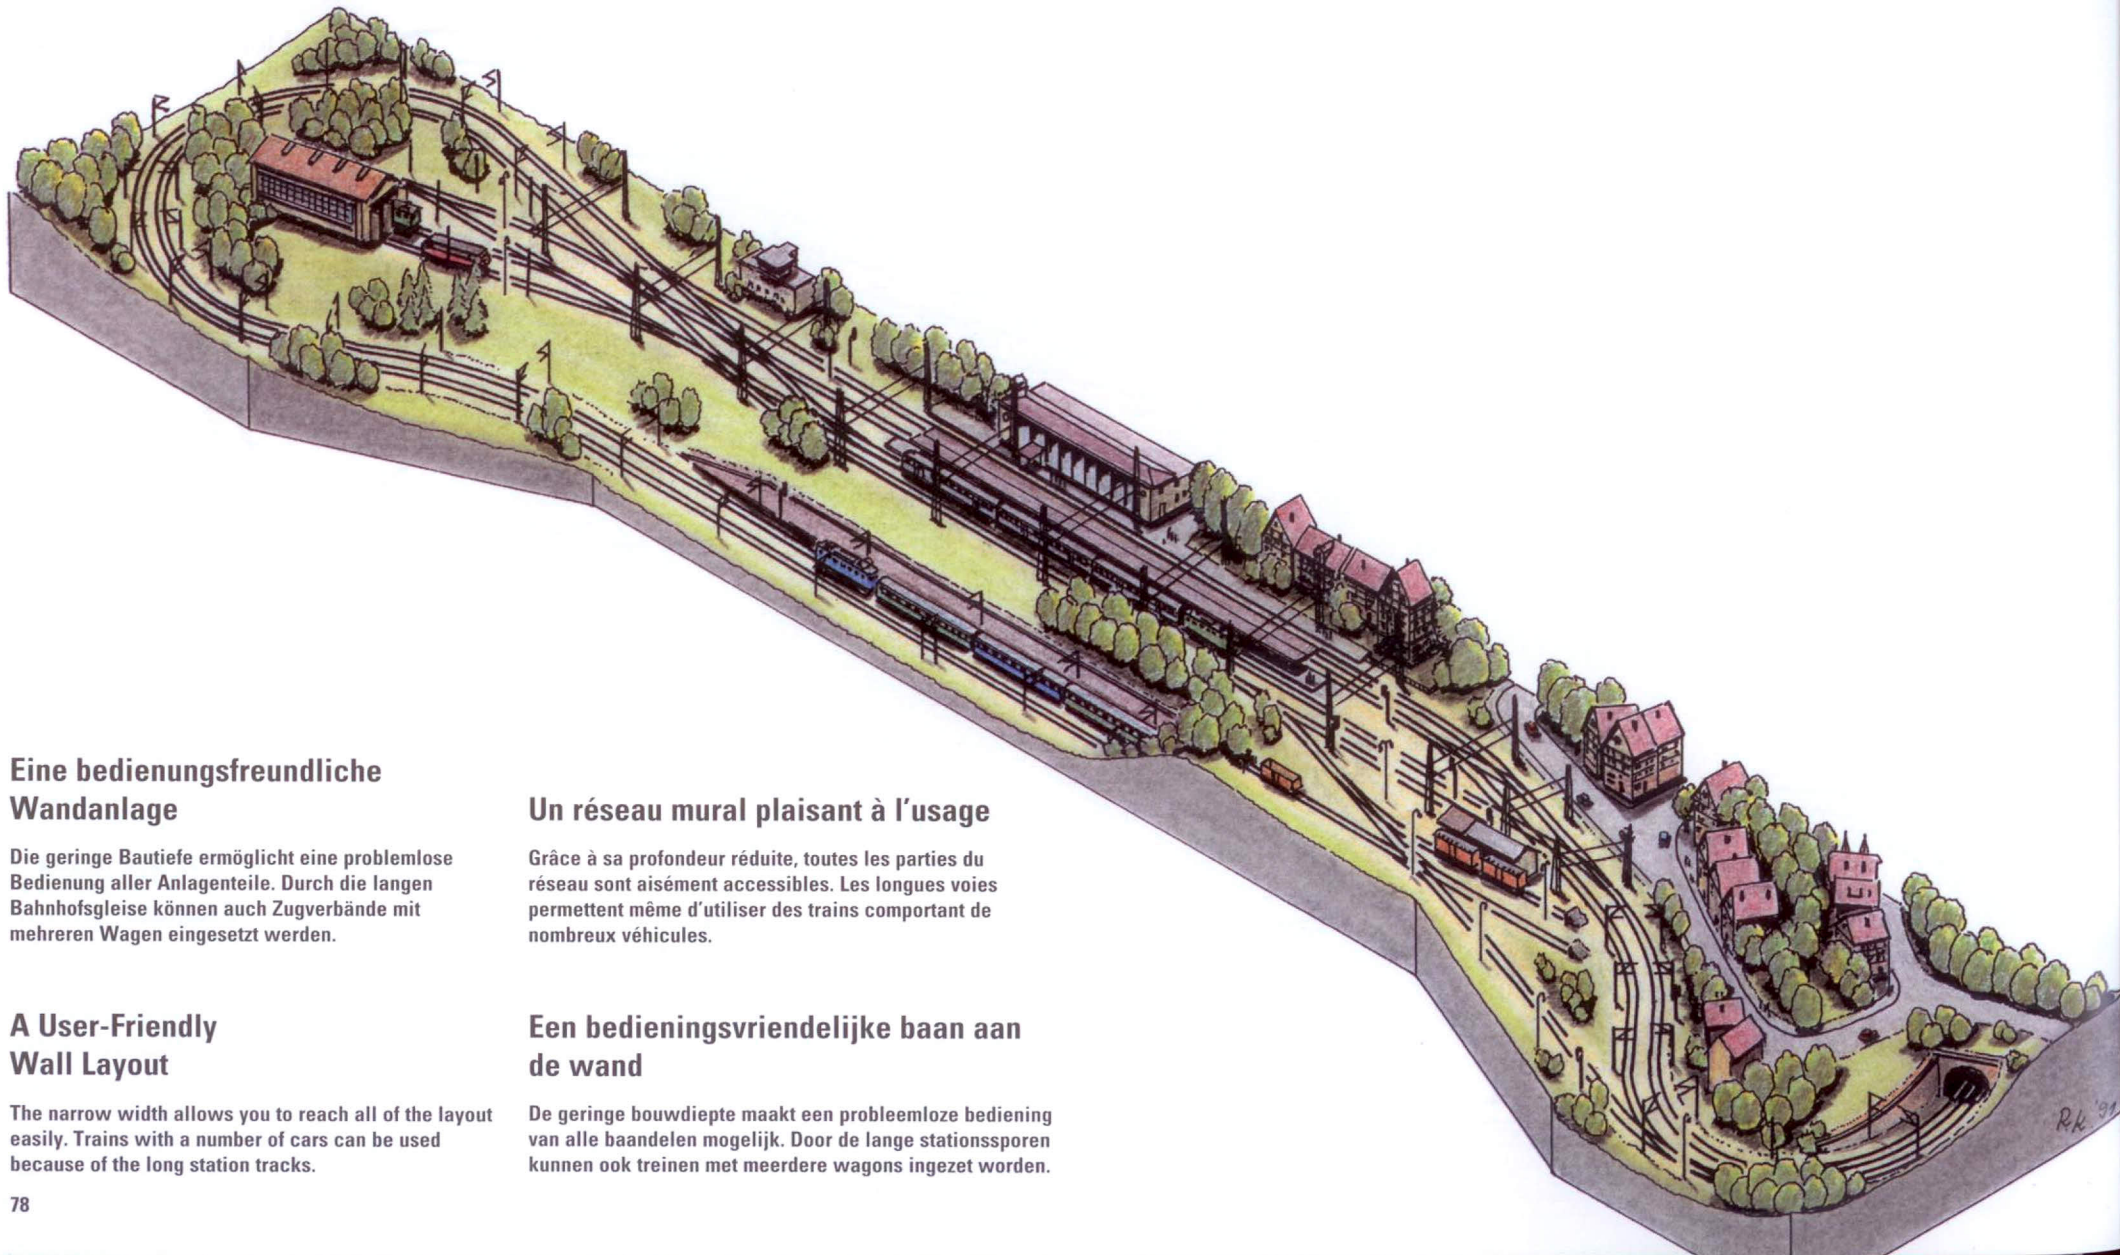 Eine bedienungsfreundliche
Wandanlage
Die geringe Bautiefe ermöglicht eine problemlose
Bedienung aller Anlagenteile. Durch die langen
Bahnhofsgleise können auch Zugverbände mit
mehreren Wagen eingesetzt werden.
A User-Friendly
Wall Layout
The narrow width allows you to reach all of the layout
easily. Trains with a number of cars can be used
because of the long station tracks.
Un réseau mural plaisant à l'usage
Grâce à sa profondeur réduite, toutes les parties du
réseau sont aisément accessibles. Les longues voies
permettent même d'utiliser des trains comportant de
nombreux véhicules.
Een bedieningsvriendelijke baan aan
de wand
De geringe bouwdiepte maakt een probleemloze bediening
van alle baandelen mogelijk. Door de lange stationssporen
kunnen ook treinen met meerdere wagons ingezet worden.
78